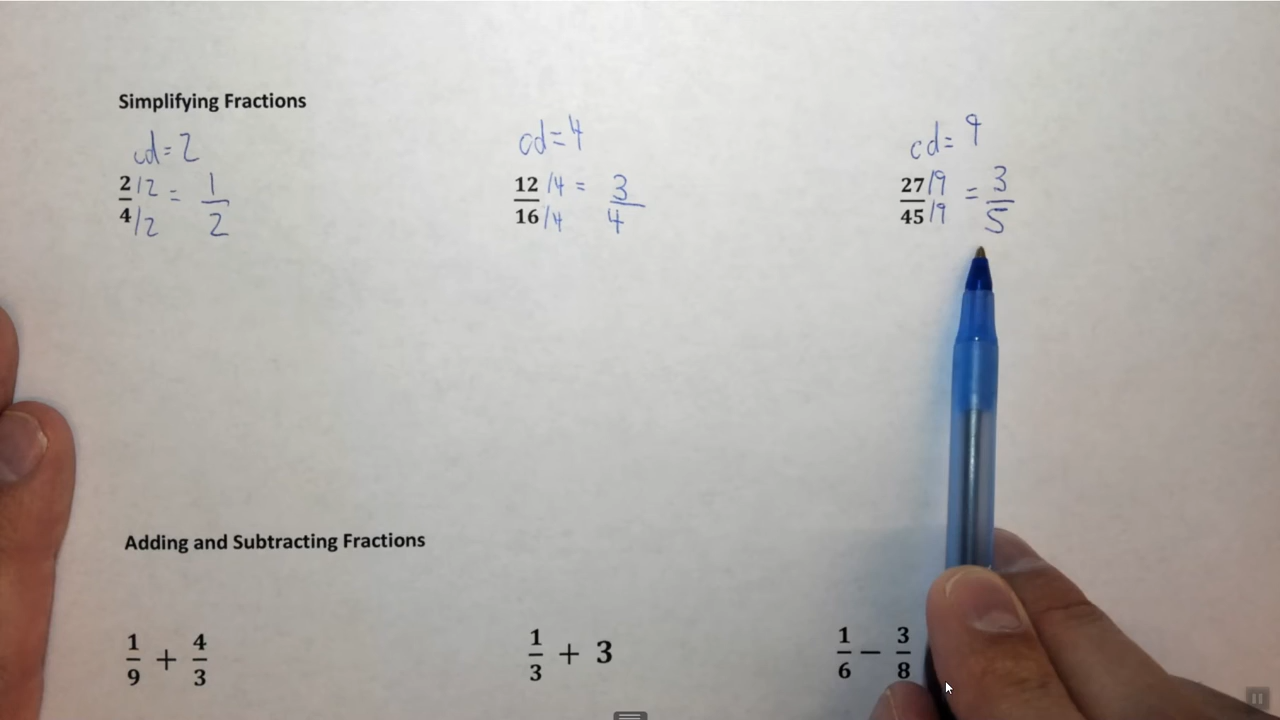 Simplifying Fractions
cd=2
cd=4
cd=9
2/2 = 1
4/2 2
12/4 = 3
16/4 4
27/9 = 3
45/9 5
Adding and Subtracting Fractions
1/9 + 4/3
1/3 + 3
1/6 − 3/8